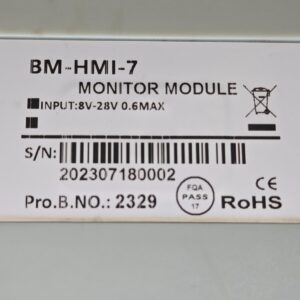 BM-HMI-7
MONITOR MODULE
INPUT:8V-28V 0.6MAX
S/N:
202307180002
Pro.B.NO.: 2329
FQA
PASS
17
CE
RoHS